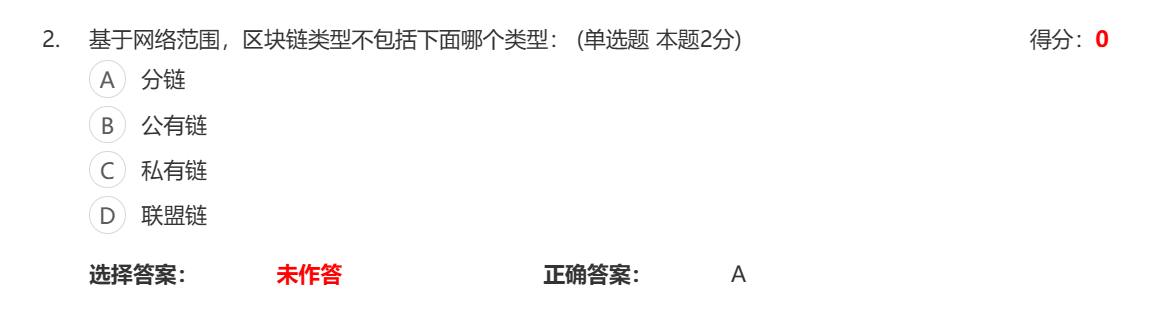 2. 基于网络范围，区块链类型不包括下面哪个类型： (单选题 本题2分) 得分：0
A 分链
B 公有链
C 私有链
D 联盟链
选择答案： 未作答 正确答案： A